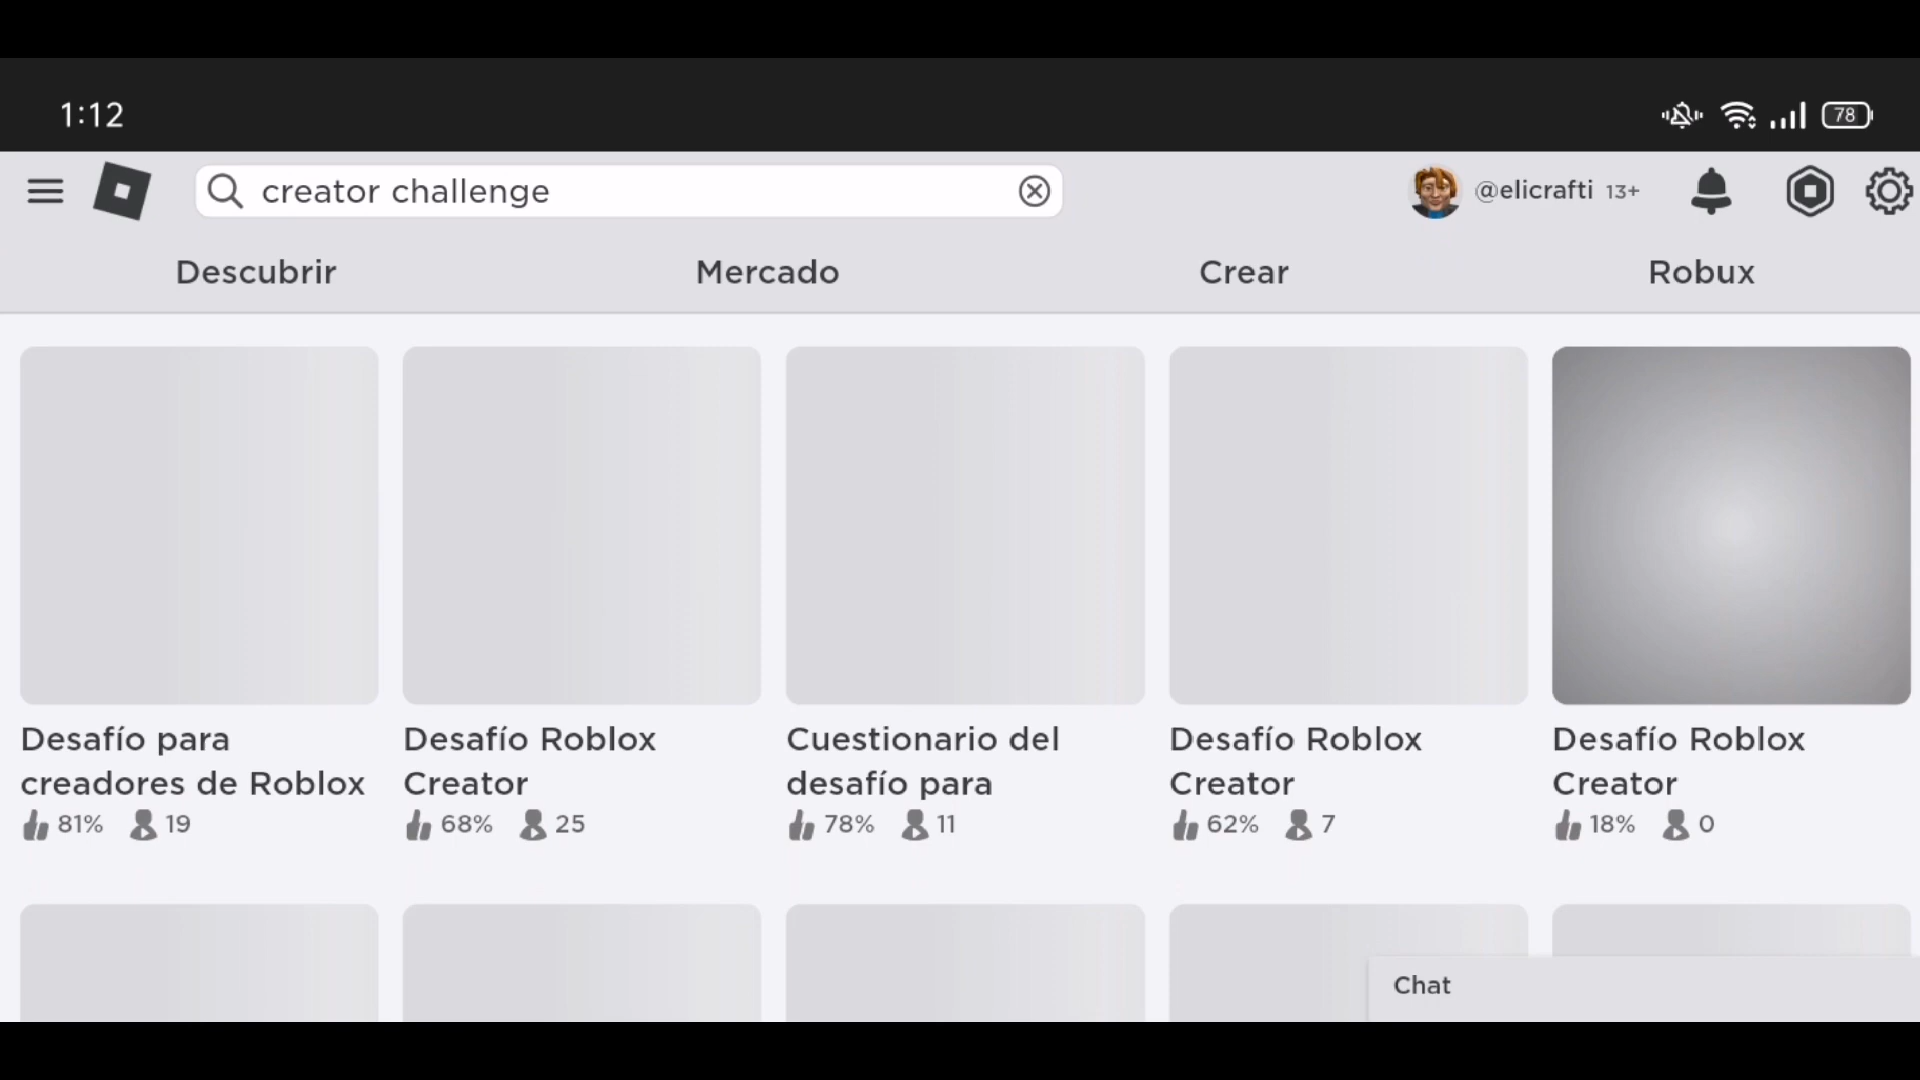 1:12
78
creator challenge
@elicrafti 13+
Descubrir Mercado Crear Robux
Desafío para
creadores de Roblox
81% 19
Desafío Roblox
Creator
68% 25
Cuestionario del
desafío para
78% 11
Desafío Roblox
Creator
62% 7
Desafío Roblox
Creator
18% 0
Chat